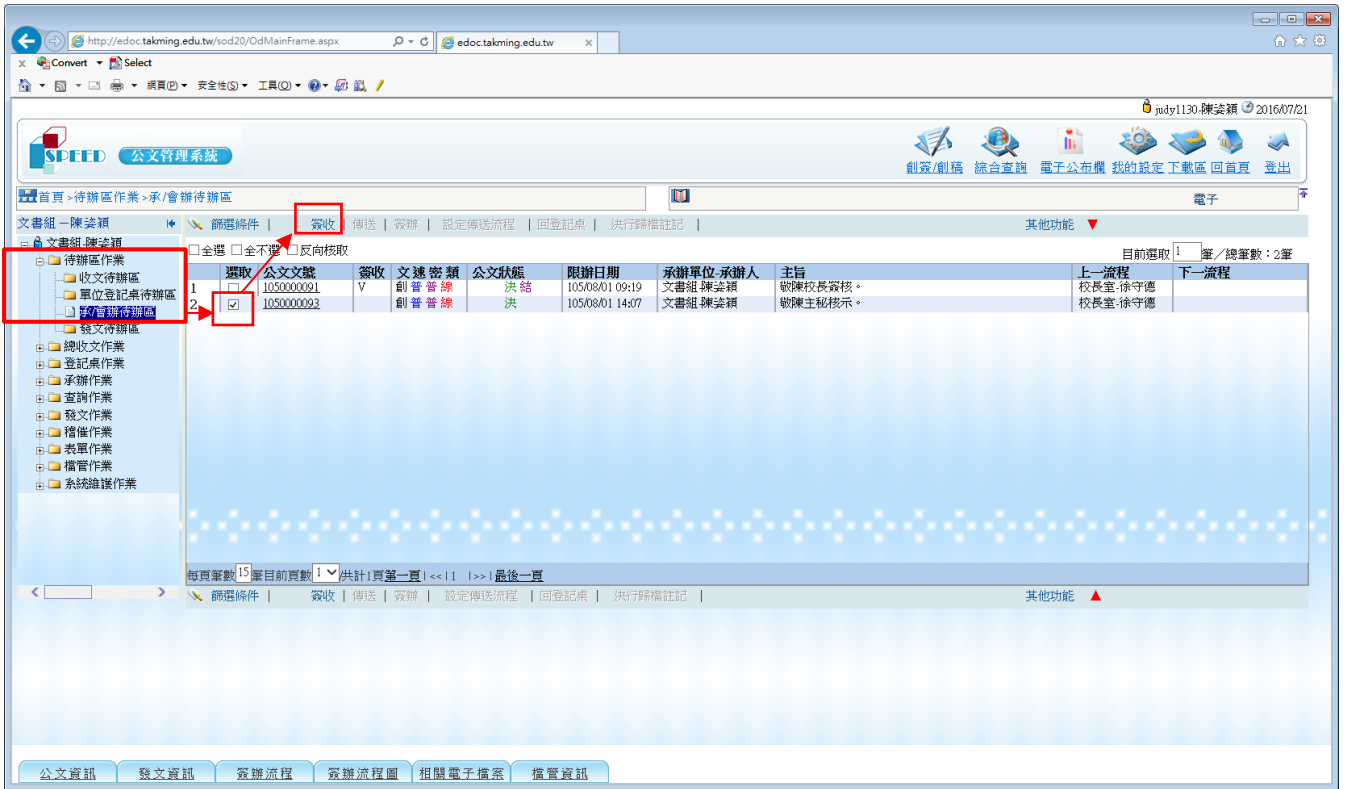 http://edoc.takming.edu.tw/sod20/OdMainFrame.aspx
edoc.takming.edu.tw
x Convert Select
網頁(P) 安全性(S) 工具(O)
judy1130-陳姿穎 2016/07/21
SPEED 公文管理系統
創簽/創稿 綜合查詢 電子公布欄 我的設定 下載區 回首頁 登出
首頁>待辦區作業>承/會辦待辦區
電子
文書組－陳姿穎
篩選條件 | 簽收 | 傳送 | 簽辦 | 設定傳送流程 | 回登記桌 | 決行歸檔註記 |
其他功能 ▼
文書組-陳姿穎
待辦區作業
收文待辦區
單位登記桌待辦區
承/會辦待辦區
發文待辦區
總收文作業
登記桌作業
承辦作業
查詢作業
發文作業
稽催作業
表單作業
檔管作業
系統維護作業
全選 全不選 反向核取
目前選取 1 筆／總筆數：2筆
選取 公文文號 簽收 文速密類 公文狀態 限辦日期 承辦單位-承辦人 主旨 上一流程 下一流程
1 105000091 V 創普普線 決結 105/08/01 09:19 文書組-陳姿穎 敬陳校長簽核。 校長室-徐守德
2 105000093 創普普線 決 105/08/01 14:07 文書組-陳姿穎 敬陳主秘核示。 校長室-徐守德
每頁筆數 15 筆目前頁數 1 共計1頁 第一頁 | << | 1 | >> | 最後一頁
篩選條件 | 簽收 | 傳送 | 簽辦 | 設定傳送流程 | 回登記桌 | 決行歸檔註記 |
其他功能 ▲
公文資訊 發文資訊 簽辦流程 簽辦流程圖 相關電子檔案 檔管資訊